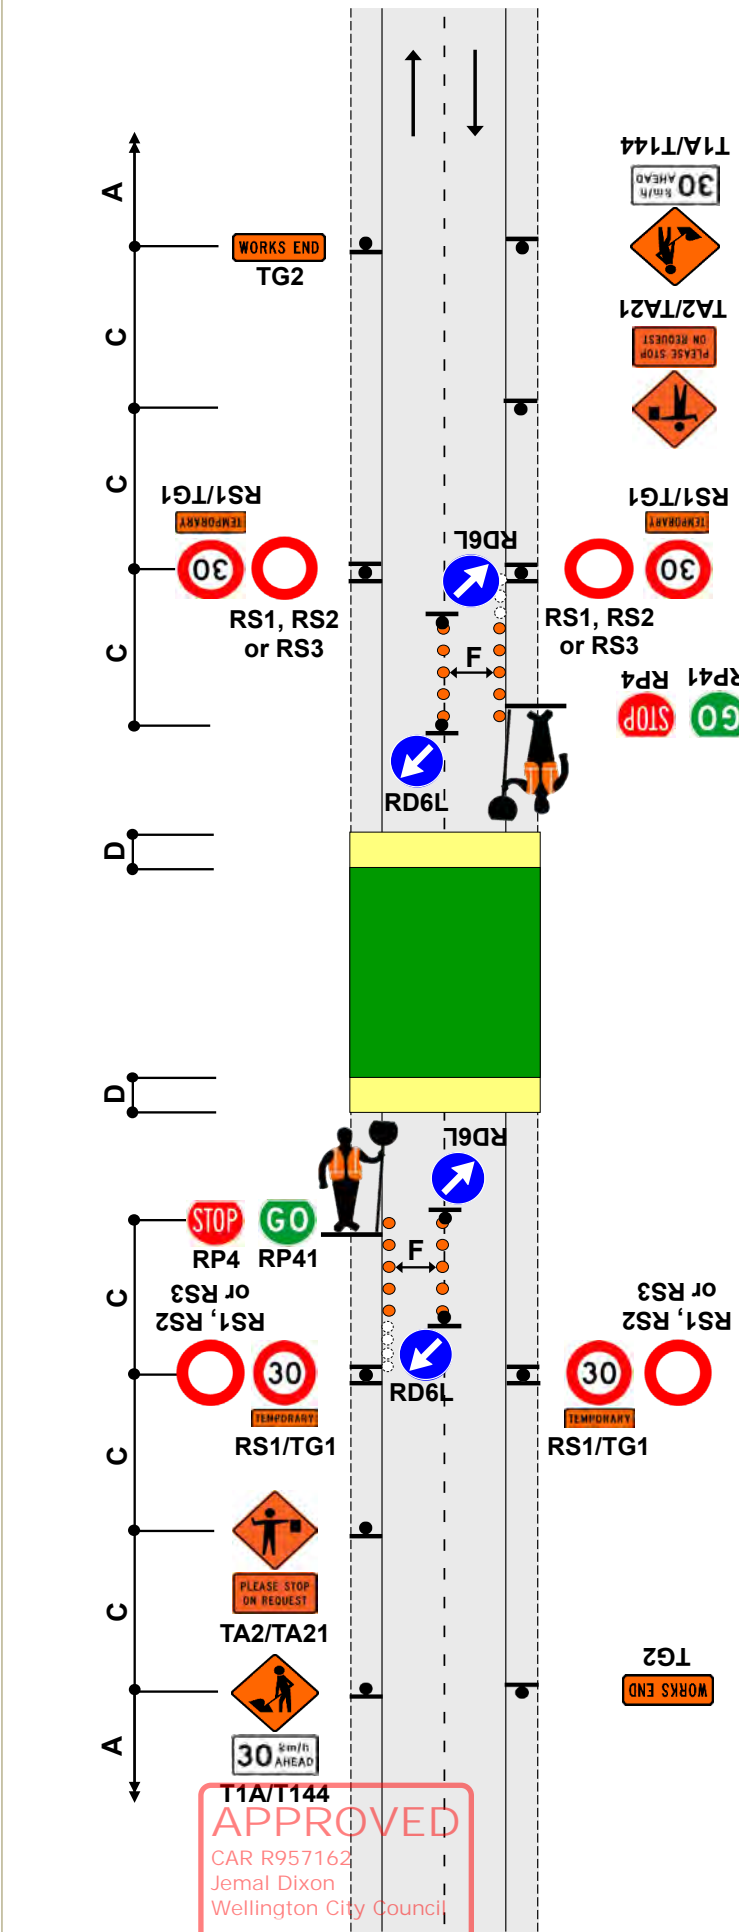 T1A/T144
30 km/h
AHEAD
A
WORKS END
TG2
TA2/TA21
PLEASE STOP
ON REQUEST
C
C
RS1/TG1
TEMPORARY
30
RS1, RS2
or RS3
RD6L
RS1/TG1
TEMPORARY
30
RS1, RS2
or RS3
C
F
RP4
RP41
STOP
GO
RD6L
D
D
RD6L
STOP
GO
RP4
RP41
F
C
RS1, RS2
or RS3
30
TEMPORARY
RS1/TG1
RD6L
RS1, RS2
or RS3
30
TEMPORARY
RS1/TG1
C
PLEASE STOP
ON REQUEST
TA2/TA21
C
TG2
WORKS END
A
30 km/h
AHEAD
T1A/T144
APPROVED
CAR R957162
Jemal Dixon
Wellington City Council